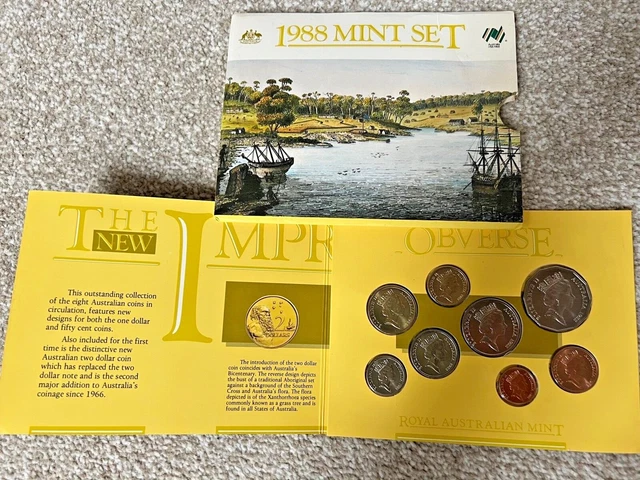 1988 MINT SET
THE
NEW
IMPR
OBVERSE
This outstanding collection
of the eight Australian coins in
circulation, features new
designs for both the one dollar
and fifty cent coins.
Also included for the first
time is the distinctive new
Australian two dollar coin
which has replaced the two
dollar note and is the second
major addition to Australia's
coinage since 1966.
2
DOLLARS
The introduction of the two dollar
coin coincides with Australia's
Bicentenary. The reverse design depicts
the bust of a traditional Aboriginal set
against a background of the Southern
Cross and Australia's flora. The flora
depicted is of the Xanthorrhoea species
commonly known as a grass tree and is
found in all States of Australia.
ROYAL AUSTRALIAN MINT